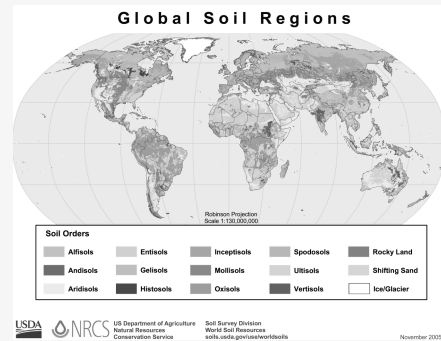 Global Soil Regions
Robinson Projection
Scale 1:130,000,000
Soil Orders
Alfisols
Entisols
Inceptisols
Spodosols
Rocky Land
Andisols
Gelisols
Mollisols
Ultisols
Shifting Sand
Aridisols
Histosols
Oxisols
Vertisols
Ice/Glacier
USDA
NRCS
US Department of Agriculture
Natural Resources
Conservation Service
Soil Survey Division
World Soil Resources
soils.usda.gov/use/worldsoils
November 2005